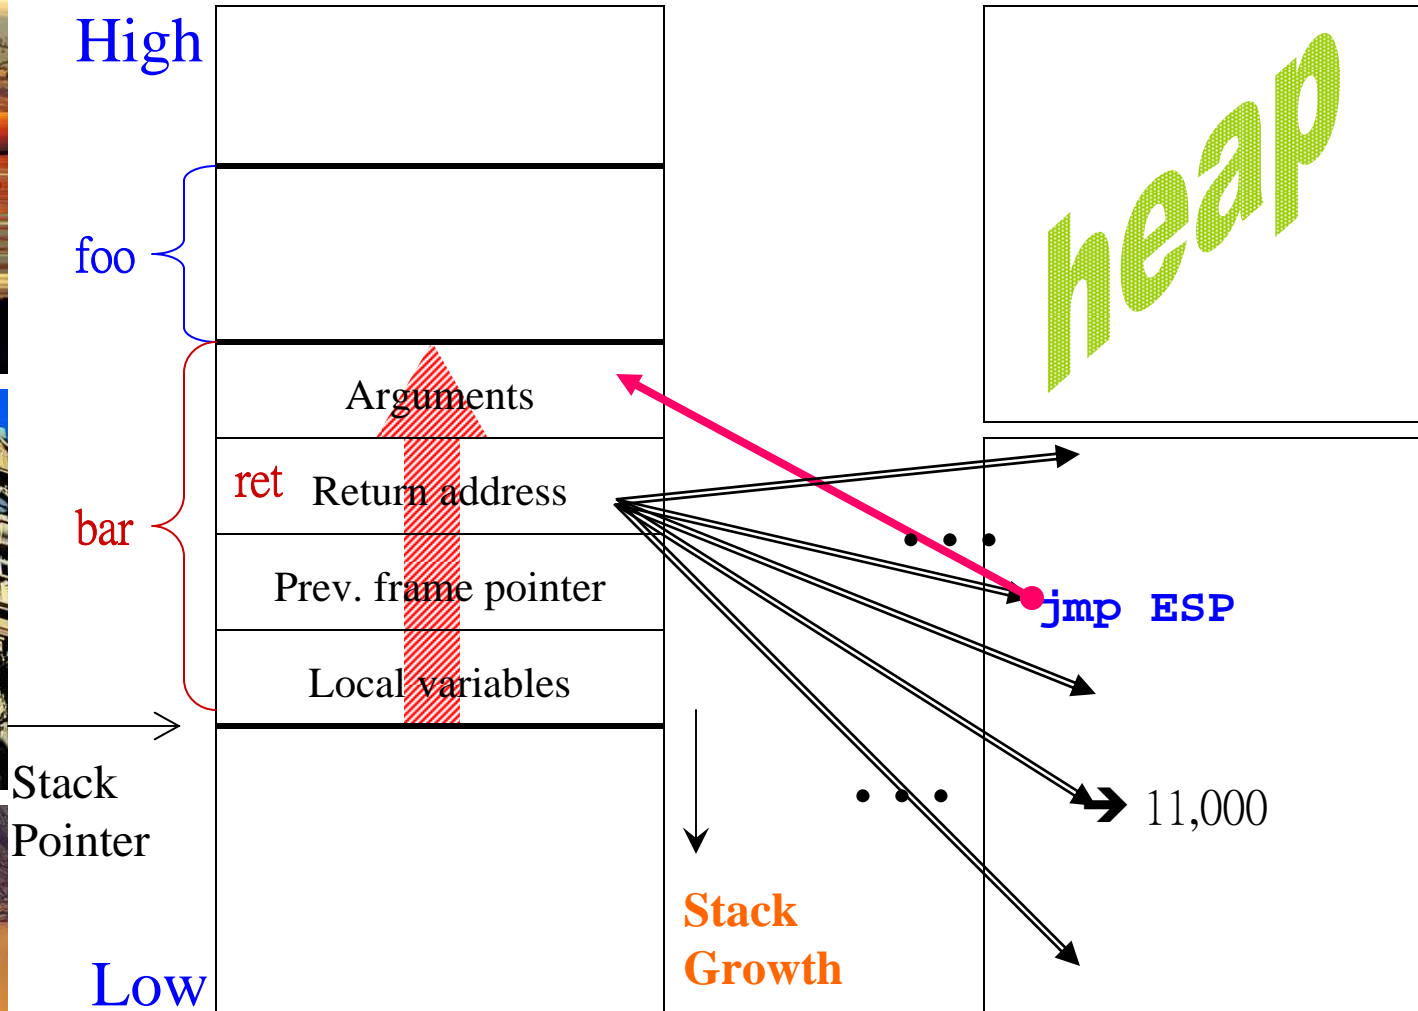 High
heap
foo
Arguments
ret Return address
bar
Prev. frame pointer
jmp ESP
Local variables
Stack
Pointer
➔ 11,000
Stack
Growth
Low